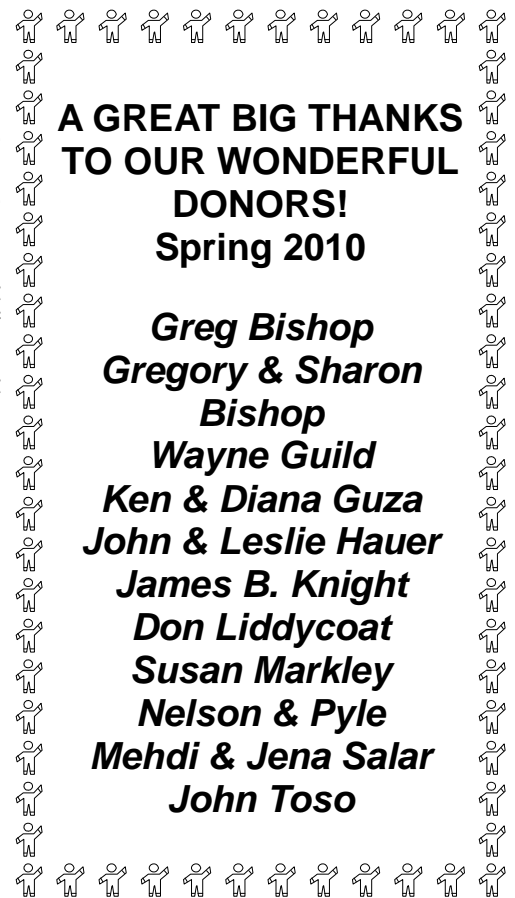 A GREAT BIG THANKS
TO OUR WONDERFUL
DONORS!
Spring 2010
Greg Bishop
Gregory & Sharon
Bishop
Wayne Guild
Ken & Diana Guza
John & Leslie Hauer
James B. Knight
Don Liddycoat
Susan Markley
Nelson & Pyle
Mehdi & Jena Salar
John Toso